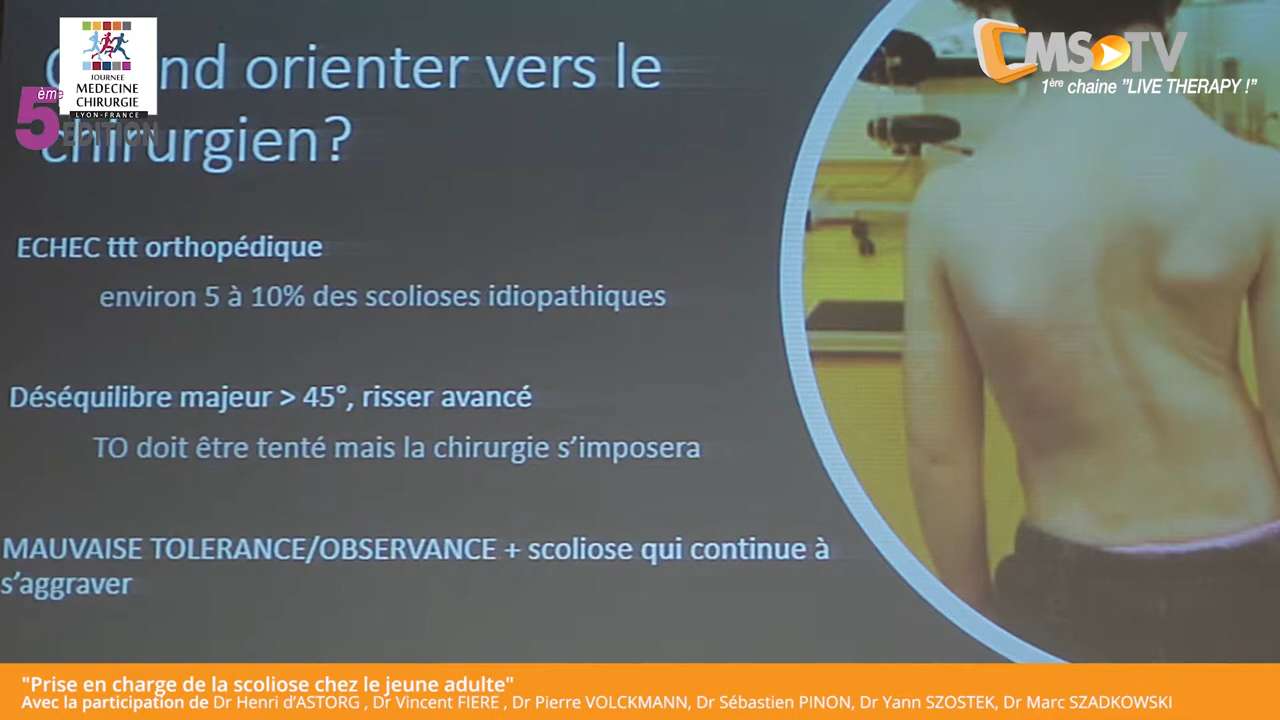 JOURNEE
MEDECINE
CHIRURGIE
LYON-FRANCE
5ème
EDITION
CMS TV
1ère chaine "LIVE THERAPY !"
nd orienter vers le
chirurgien?
ECHEC ttt orthopédique
environ 5 à 10% des scolioses idiopathiques
Déséquilibre majeur > 45°, risser avancé
TO doit être tenté mais la chirurgie s'imposera
MAUVAISE TOLERANCE/OBSERVANCE + scoliose qui continue à
s'aggraver
"Prise en charge de la scoliose chez le jeune adulte"
Avec la participation de Dr Henri d'ASTORG , Dr Vincent FIERE , Dr Pierre VOLCKMANN, Dr Sébastien PINON, Dr Yann SZOSTEK, Dr Marc SZADKOWSKI